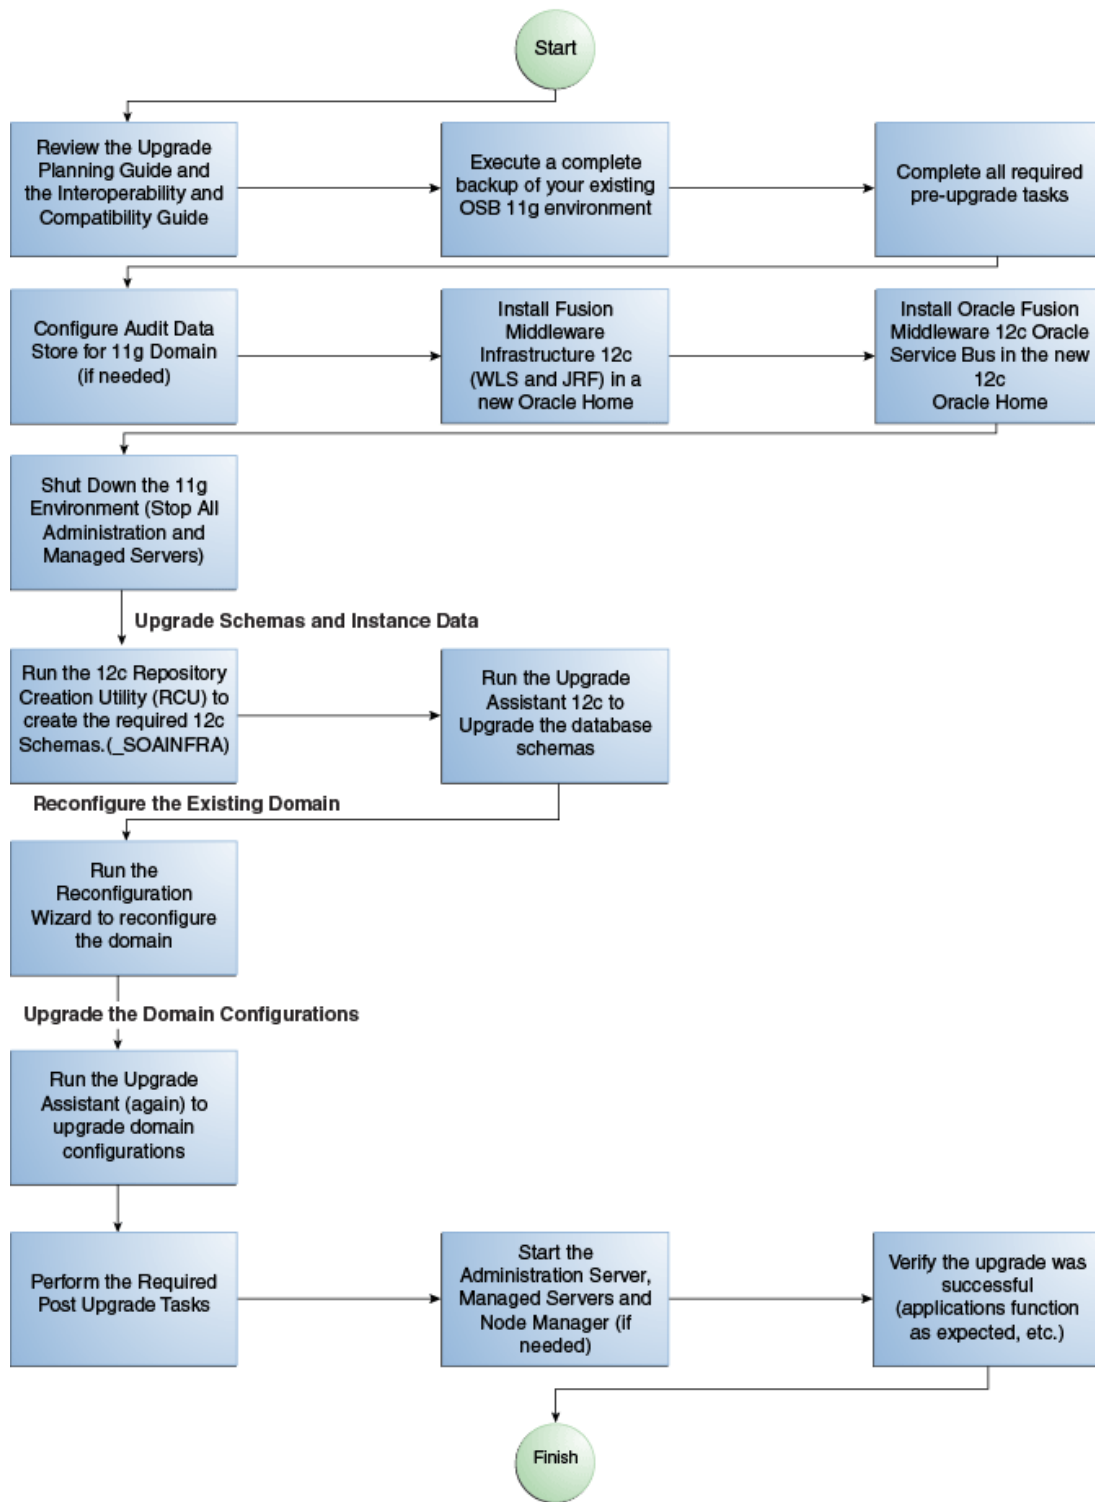 Start
Review the Upgrade
Planning Guide and
the Interoperability and
Compatibility Guide
Execute a complete
backup of your existing
OSB 11g environment
Complete all required
pre-upgrade tasks
Configure Audit Data
Store for 11g Domain
(if needed)
Install Fusion
Middleware
Infrastructure 12c
(WLS and JRF) in a
new Oracle Home
Install Oracle Fusion
Middleware 12c Oracle
Service Bus in the new
12c
Oracle Home
Shut Down the 11g
Environment (Stop All
Administration and
Managed Servers)
Upgrade Schemas and Instance Data
Run the 12c Repository
Creation Utility (RCU) to
create the required 12c
Schemas.(_SOAINFRA)
Run the Upgrade
Assistant 12c to
Upgrade the database
schemas
Reconfigure the Existing Domain
Run the
Reconfiguration
Wizard to reconfigure
the domain
Upgrade the Domain Configurations
Run the Upgrade
Assistant (again) to
upgrade domain
configurations
Perform the Required
Post Upgrade Tasks
Start the
Administration Server,
Managed Servers and
Node Manager (if
needed)
Verify the upgrade was
successful
(applications function
as expected, etc.)
Finish